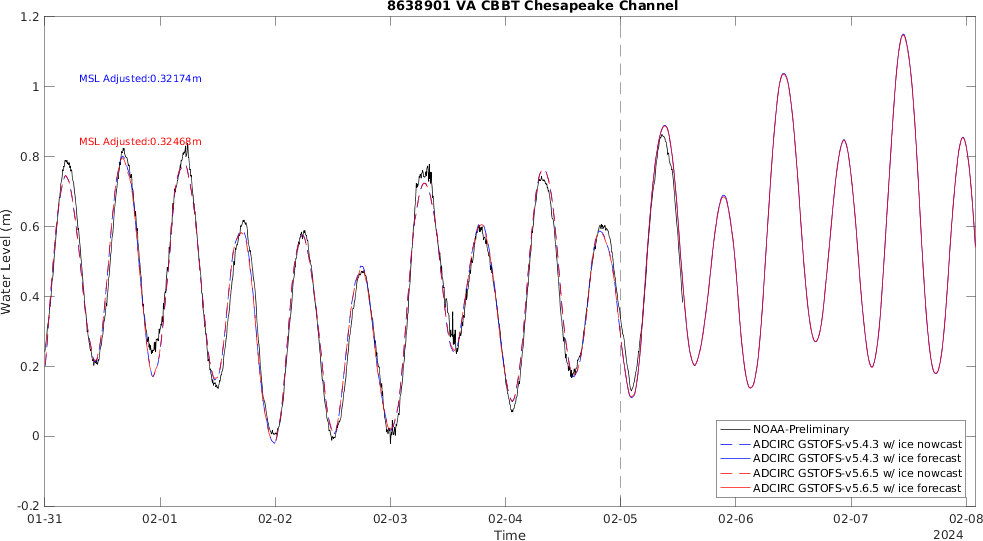 8638901 VA CBBT Chesapeake Channel
1.2
1
0.8
0.6
0.4
0.2
0
-0.2
Water Level (m)
MSL Adjusted:0.32174m
MSL Adjusted:0.32468m
NOAA-Preliminary
ADCIRC GSTOFS-v5.4.3 w/ ice nowcast
ADCIRC GSTOFS-v5.4.3 w/ ice forecast
ADCIRC GSTOFS-v5.6.5 w/ ice nowcast
ADCIRC GSTOFS-v5.6.5 w/ ice forecast
01-31 02-01 02-02 02-03 02-04 02-05 02-06 02-07 02-08
Time
2024